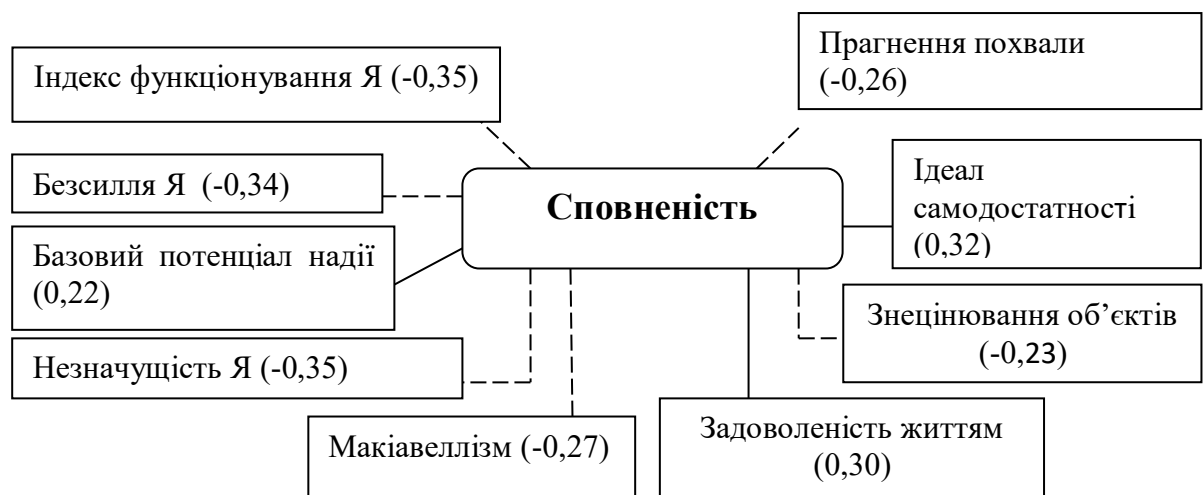 Індекс функціонування Я (-0,35)
Прагнення похвали
(-0,26)
Безсилля Я (-0,34)
Сповненість
Ідеал
самодостатності
(0,32)
Базовий потенціал надії
(0,22)
Знецінювання об’єктів
(-0,23)
Незначущість Я (-0,35)
Макіавеллізм (-0,27)
Задоволеність життям
(0,30)